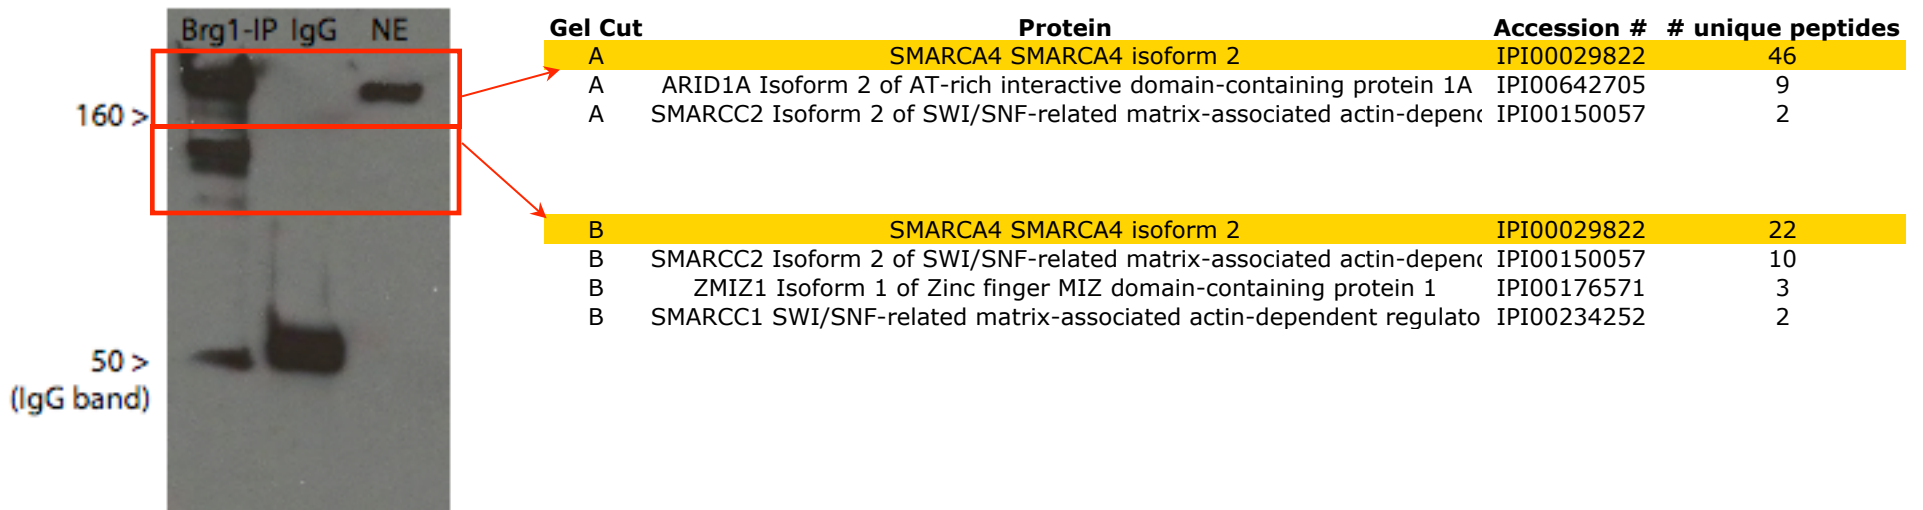 Brg1-IP IgG NE
160 >
50 >
(IgG band)
Gel Cut Protein Accession # # unique peptides
A SMARCA4 SMARCA4 isoform 2 IPI00029822 46
A ARID1A Isoform 2 of AT-rich interactive domain-containing protein 1A IPI00642705 9
A SMARCC2 Isoform 2 of SWI/SNF-related matrix-associated actin-depend IPI00150057 2
B SMARCA4 SMARCA4 isoform 2 IPI00029822 22
B SMARCC2 Isoform 2 of SWI/SNF-related matrix-associated actin-depend IPI00150057 10
B ZMIZ1 Isoform 1 of Zinc finger MIZ domain-containing protein 1 IPI00176571 3
B SMARCC1 SWI/SNF-related matrix-associated actin-dependent regulato IPI00234252 2